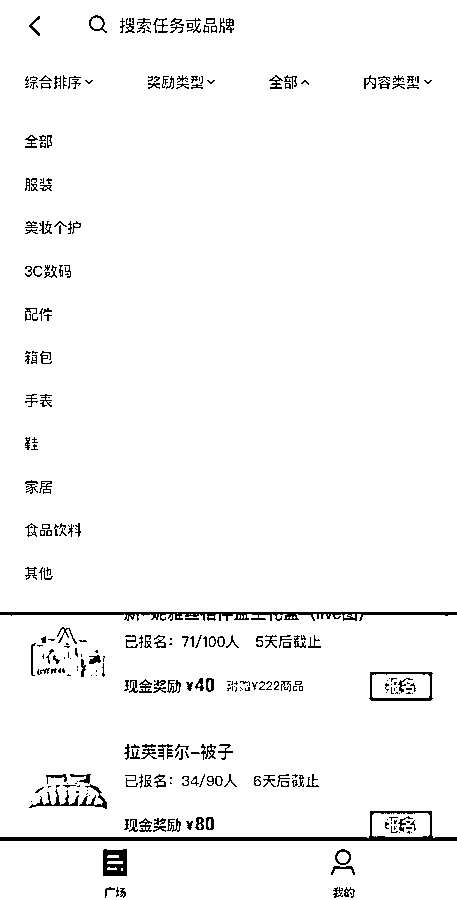 搜索任务或品牌
综合排序 奖励类型 全部 内容类型
全部
服装
美妆个护
3C数码
配件
箱包
手表
鞋
家居
食品饮料
其他
已报名：71/100人 5天后截止
现金奖励 ¥40 附赠¥222商品
报名
拉英菲尔-被子
已报名：34/90人 6天后截止
现金奖励 ¥80
报名
广场 我的